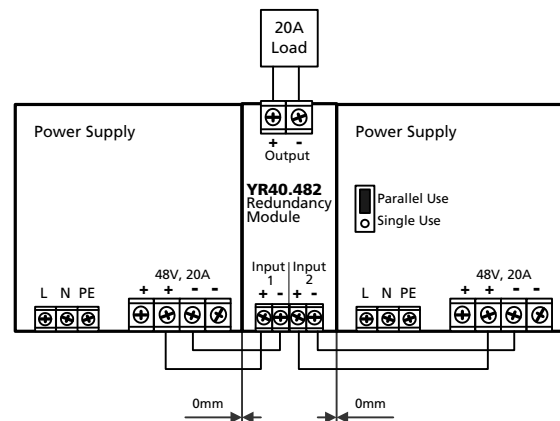 20A
Load
+ -
Output
Power Supply
YR40.482
Redundancy
Module
Power Supply
Parallel Use
Single Use
Input
1
Input
2
48V, 20A
+ + - -
L N PE
+ - + -
48V, 20A
+ + - -
L N PE
0mm
0mm